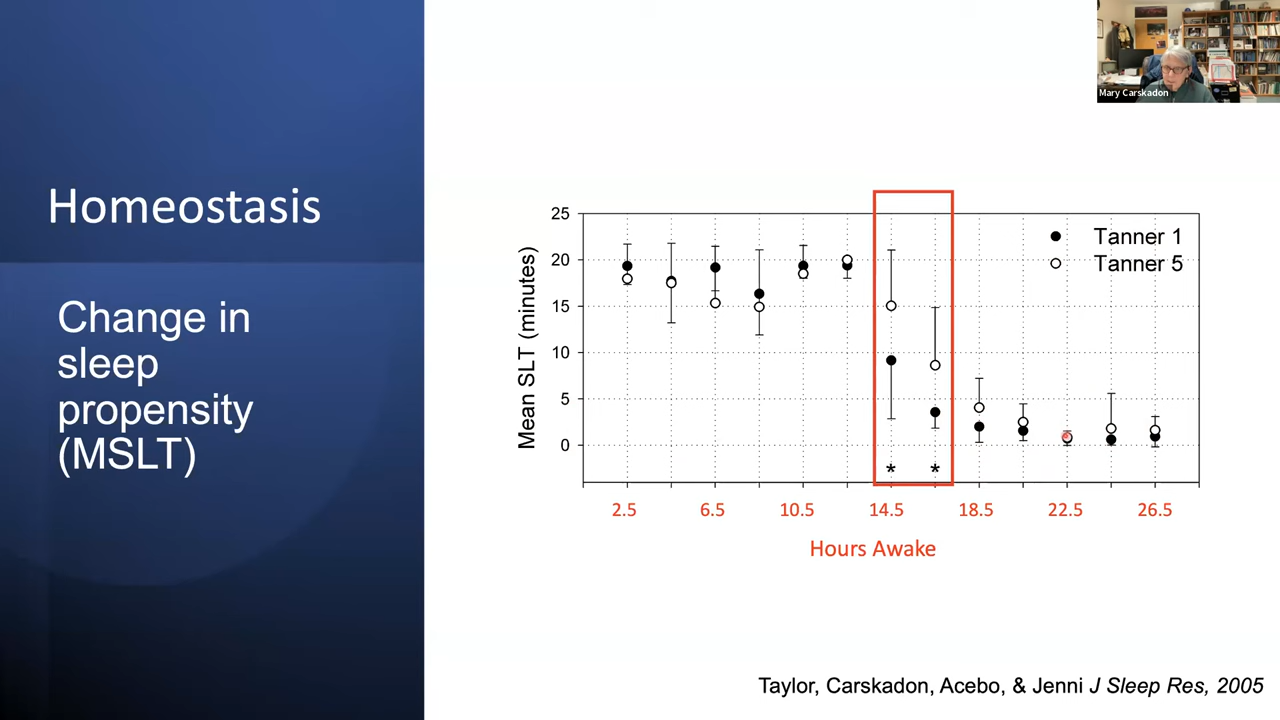 Mary Carskadon
Homeostasis
Change in
sleep
propensity
(MSLT)
Mean SLT (minutes)
25
20
15
10
5
0
Tanner 1
Tanner 5
* *
2.5 6.5 10.5 14.5 18.5 22.5 26.5
Hours Awake
Taylor, Carskadon, Acebo, & Jenni J Sleep Res, 2005